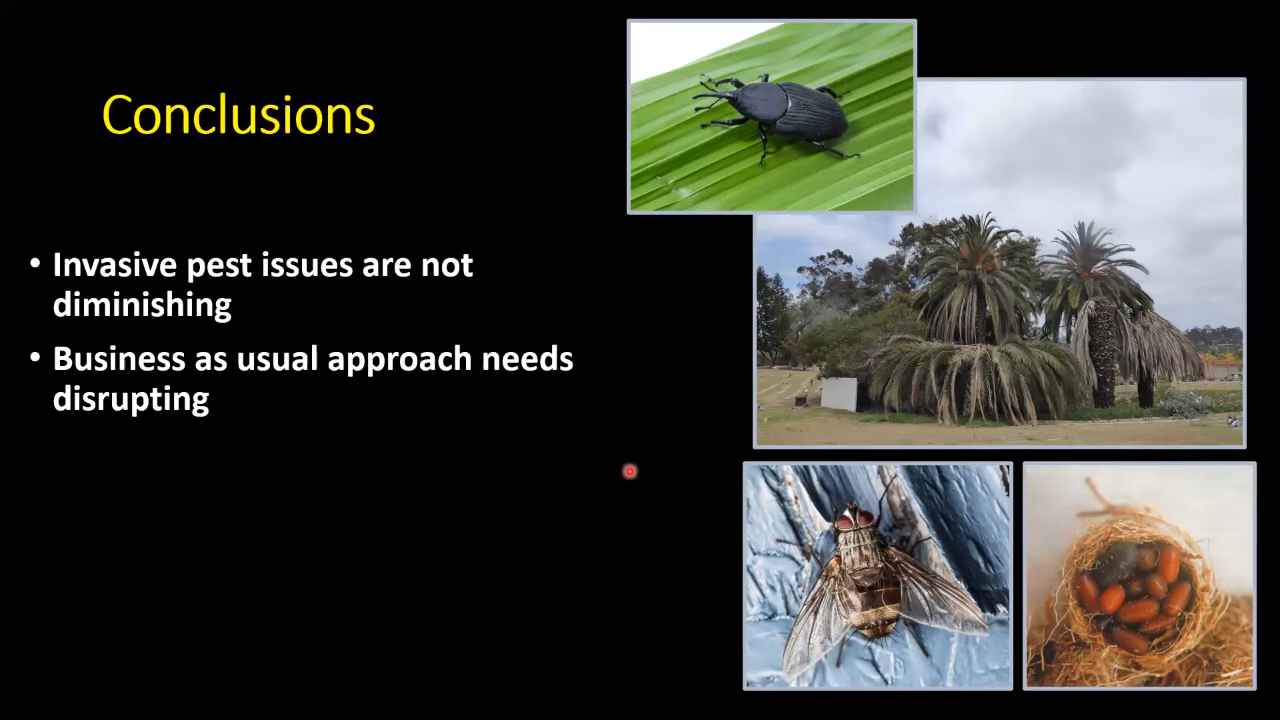 Conclusions
• Invasive pest issues are not
diminishing
• Business as usual approach needs
disrupting